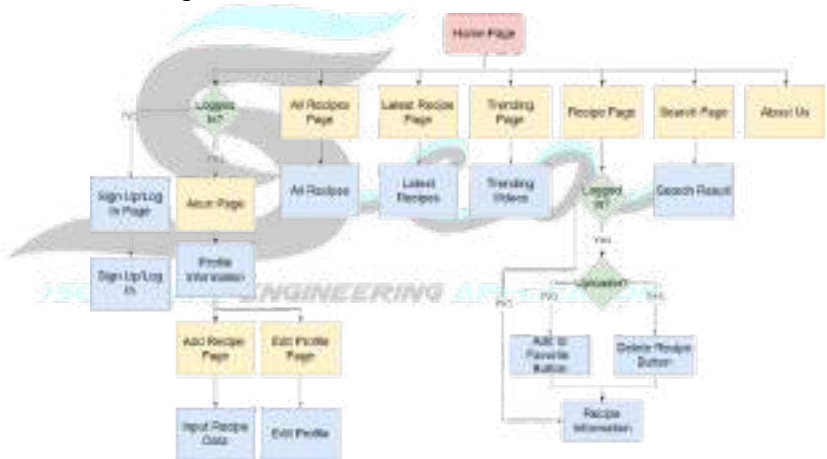 Home Page
Logged
In?
All Recipes
Page
Latest Recipe
Page
Trending
Page
Recipe Page
Search Page
About Us
No
Yes
Sign Up/Log
In Page
Akun Page
All Recipes
Latest
Recipes
Trending
Videos
Logged
In?
Search Result
Yes
Sign Up/Log
In
Profile
Information
Uploader?
ENGINEERING
No
No
Yes
Add Recipe
Page
Edit Profile
Page
Add to
Favorite
Button
Delete Recipe
Button
Input Recipe
Data
Edit Profile
Recipe
Information